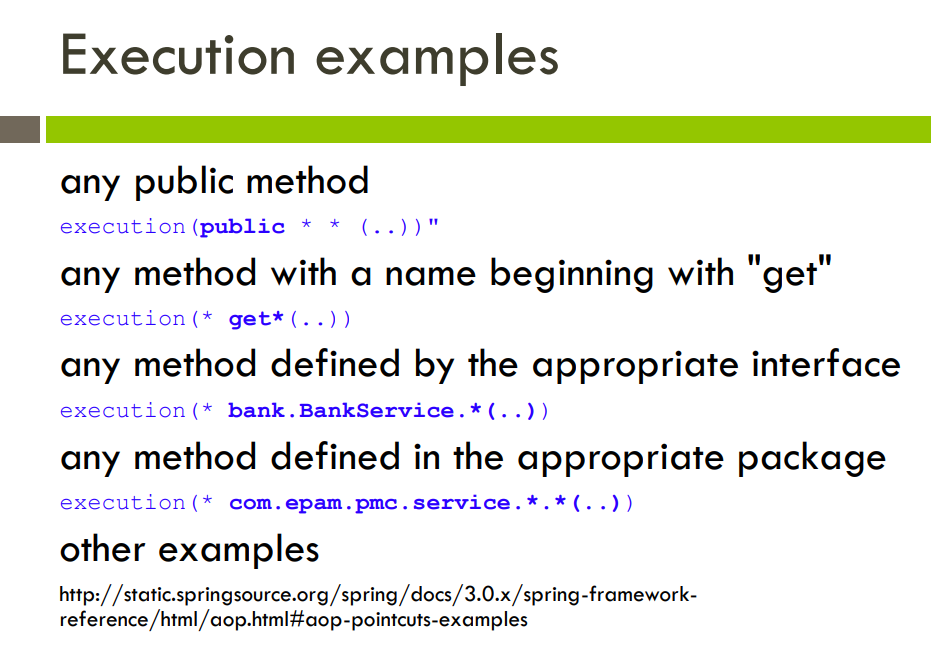 Execution examples
any public method
execution(public * * (..))"
any method with a name beginning with "get"
execution(* get*(..))
any method defined by the appropriate interface
execution(* bank.BankService.*(..))
any method defined in the appropriate package
execution(* com.epam.pmc.service.*.*(..))
other examples
http://static.springsource.org/spring/docs/3.0.x/spring-framework-
reference/html/aop.html#aop-pointcuts-examples